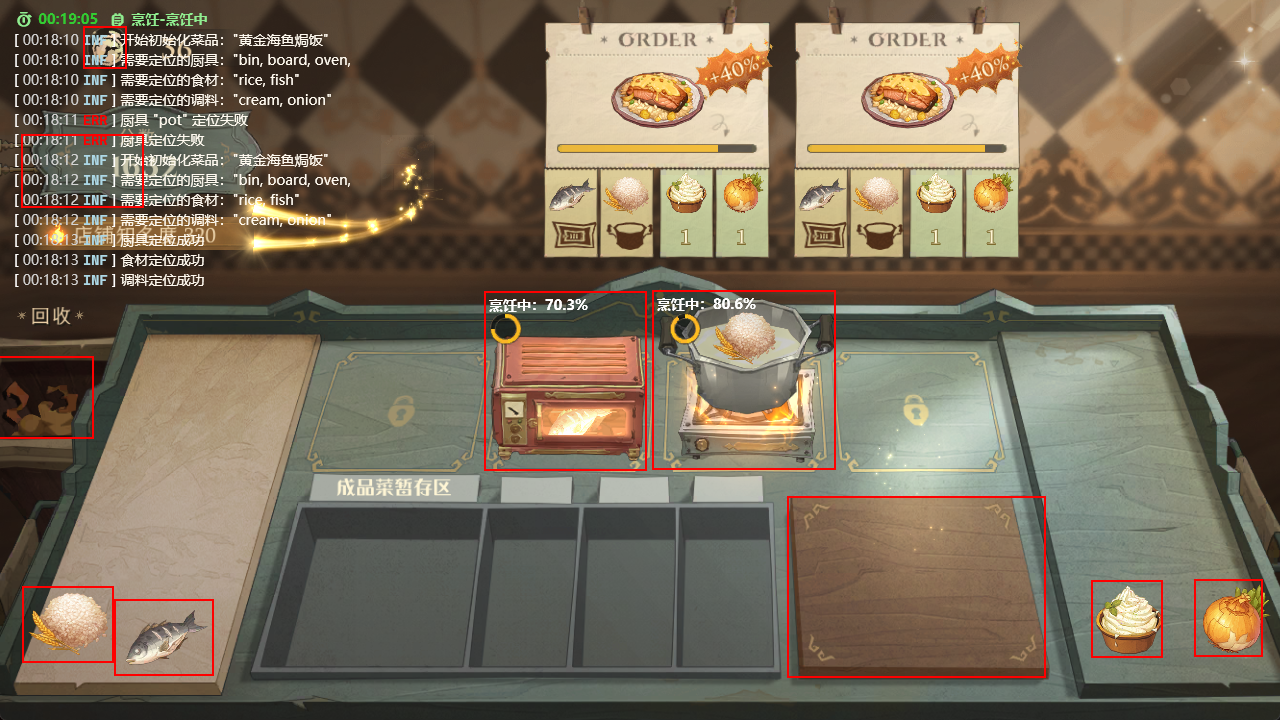 00:19:05 烹饪-烹饪中
[ 00:18:10 INF ] 开始初始化菜品："黄金海鱼焗饭"
[ 00:18:10 INF ] 需要定位的厨具："bin, board, oven,
[ 00:18:10 INF ] 需要定位的食材："rice, fish"
[ 00:18:10 INF ] 需要定位的调料："cream, onion"
[ 00:18:11 ERR ] 厨具 "pot" 定位失败
[ 00:18:11 ERR ] 厨具定位失败
[ 00:18:12 INF ] 开始初始化菜品："黄金海鱼焗饭"
[ 00:18:12 INF ] 需要定位的厨具："bin, board, oven,
[ 00:18:12 INF ] 需要定位的食材："rice, fish"
[ 00:18:12 INF ] 需要定位的调料："cream, onion"
[ 00:18:13 INF ] 厨具定位成功
[ 00:18:13 INF ] 食材定位成功
[ 00:18:13 INF ] 调料定位成功
ORDER
+40%
1
1
ORDER
+40%
1
1
回收
烹饪中：70.3%
烹饪中：80.6%
成品菜暂存区